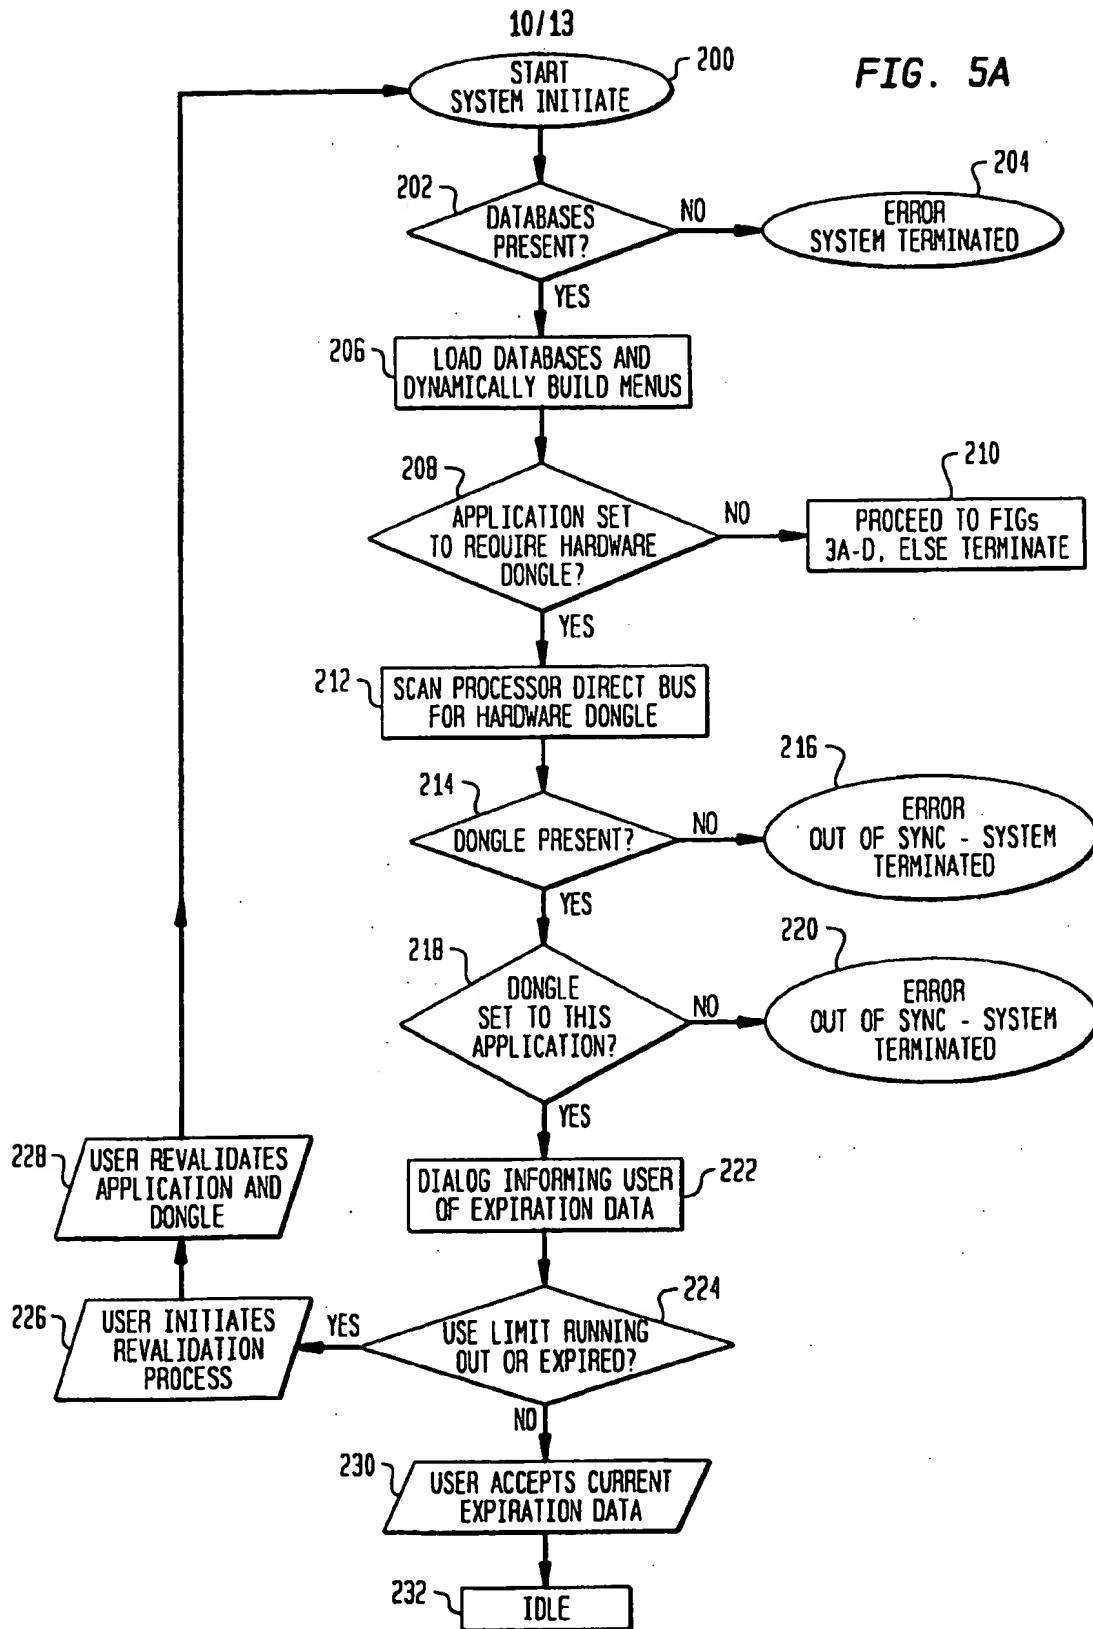 10/13
FIG. 5A
START
SYSTEM INITIATE
200
202
DATABASES
PRESENT?
NO
204
ERROR
SYSTEM TERMINATED
YES
206
LOAD DATABASES AND
DYNAMICALLY BUILD MENUS
208
APPLICATION SET
TO REQUIRE HARDWARE
DONGLE?
NO
210
PROCEED TO FIGs
3A-D, ELSE TERMINATE
YES
212
SCAN PROCESSOR DIRECT BUS
FOR HARDWARE DONGLE
214
DONGLE PRESENT?
NO
216
ERROR
OUT OF SYNC - SYSTEM
TERMINATED
YES
218
DONGLE
SET TO THIS
APPLICATION?
NO
220
ERROR
OUT OF SYNC - SYSTEM
TERMINATED
YES
222
DIALOG INFORMING USER
OF EXPIRATION DATA
224
USE LIMIT RUNNING
OUT OR EXPIRED?
YES
226
USER INITIATES
REVALIDATION
PROCESS
228
USER REVALIDATES
APPLICATION AND
DONGLE
NO
230
USER ACCEPTS CURRENT
EXPIRATION DATA
232
IDLE